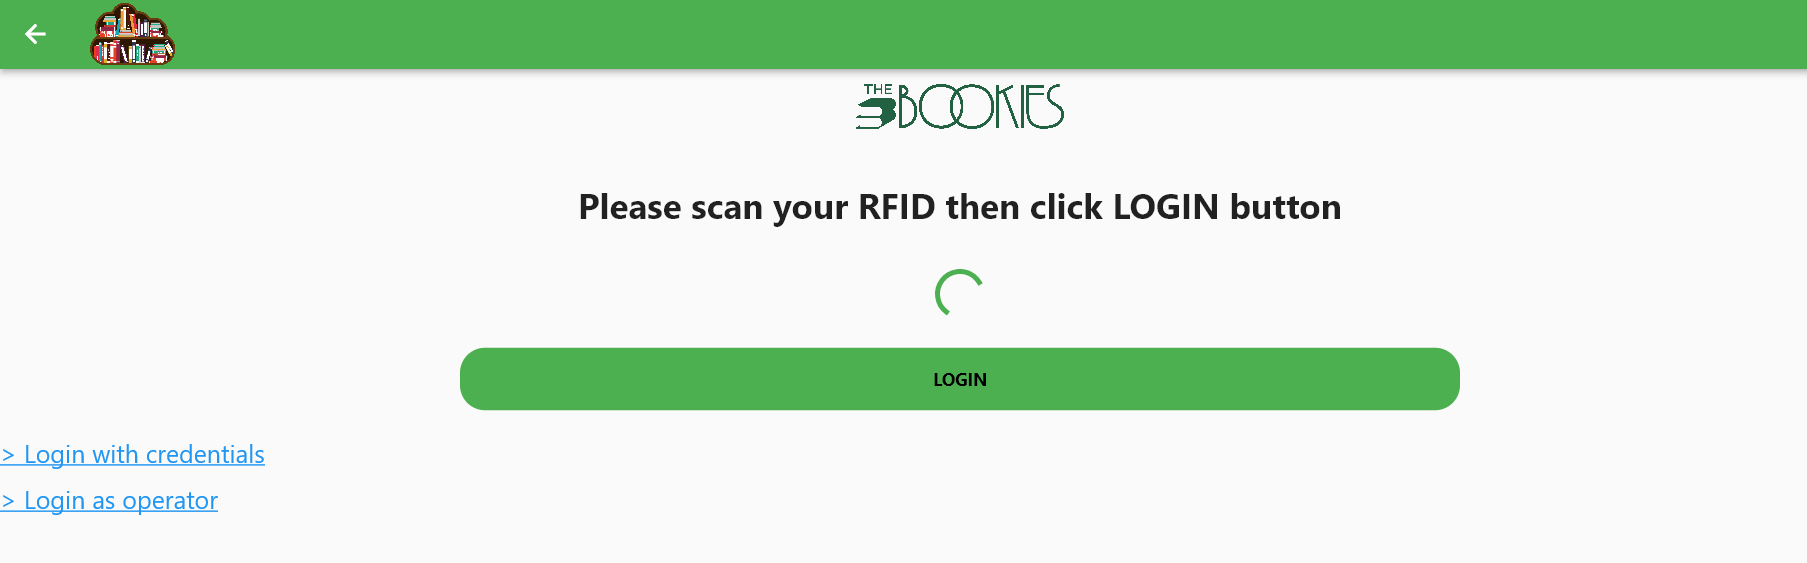 THE
BOOKIES
Please scan your RFID then click LOGIN button
LOGIN
> Login with credentials
> Login as operator